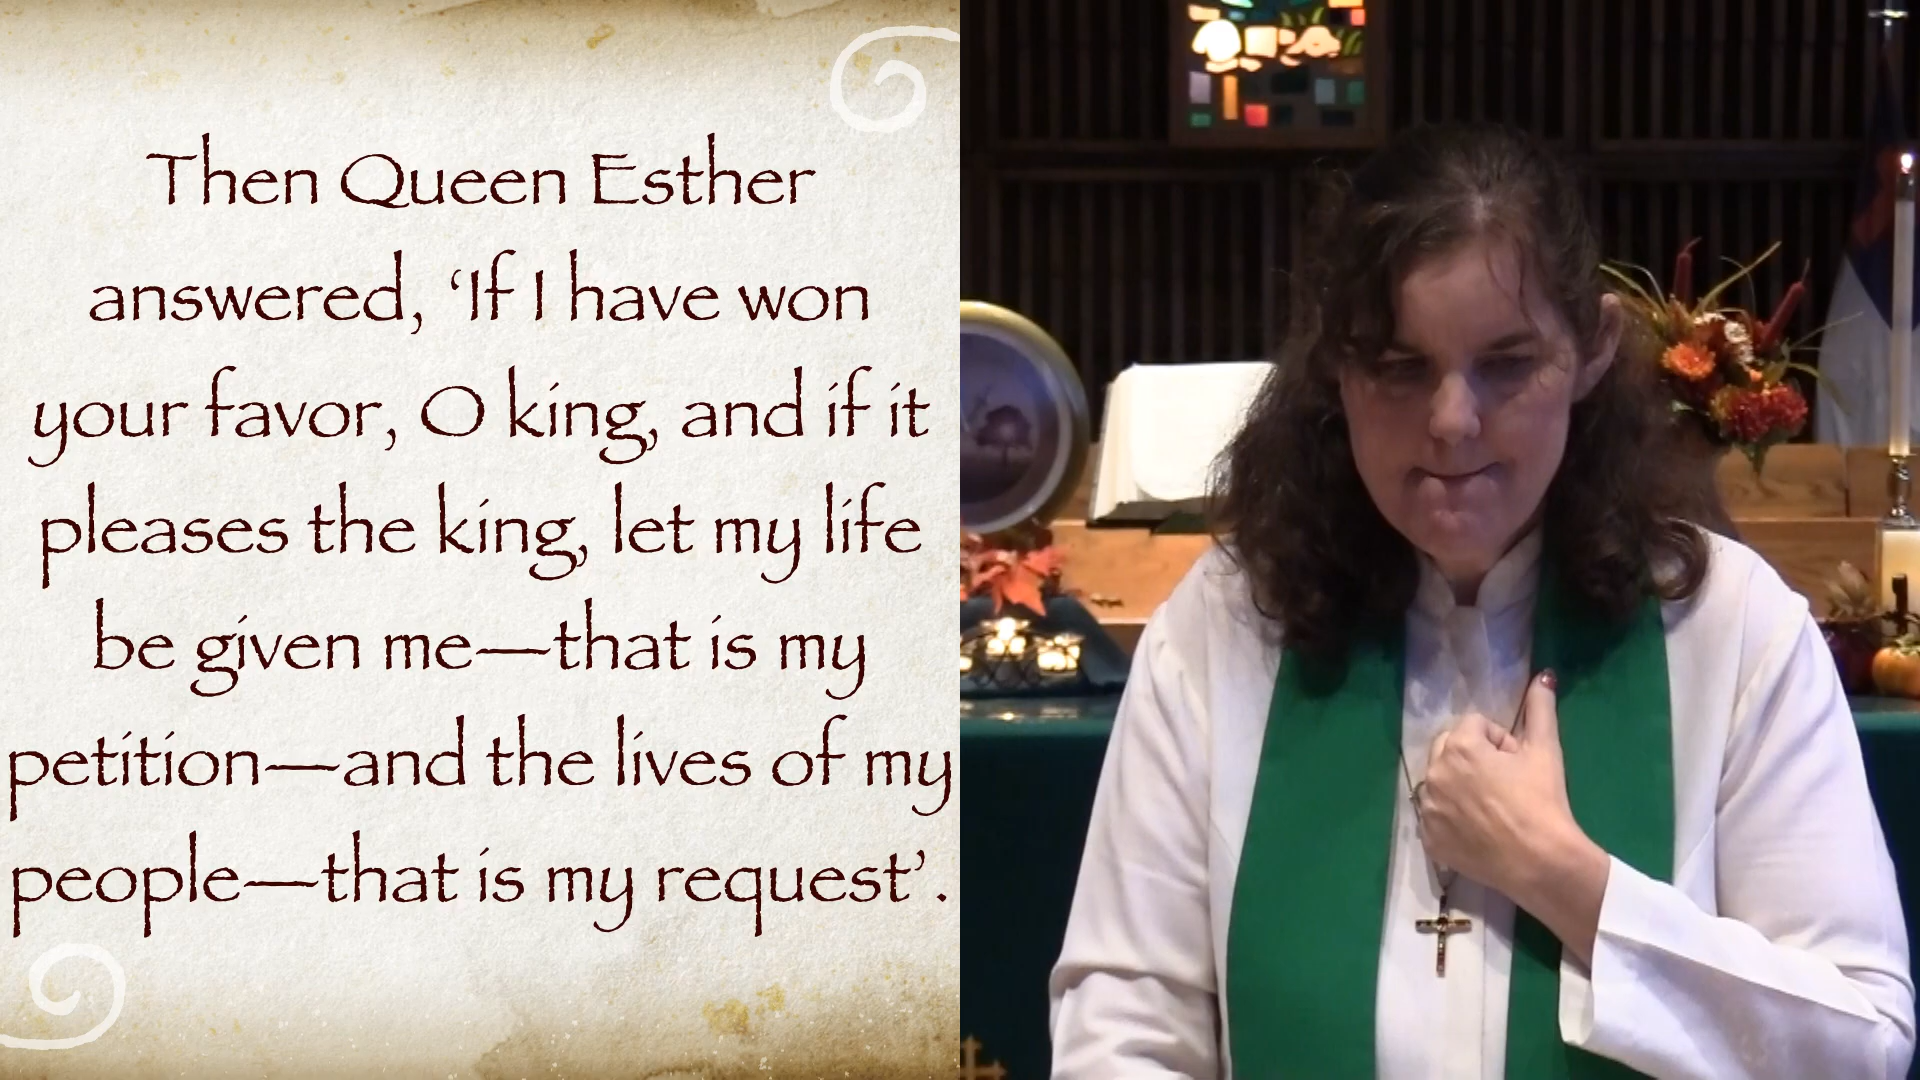 Then Queen Esther
answered, ‘If I have won
your favor, O king, and if it
pleases the king, let my life
be given me—that is my
petition—and the lives of my
people—that is my request’.